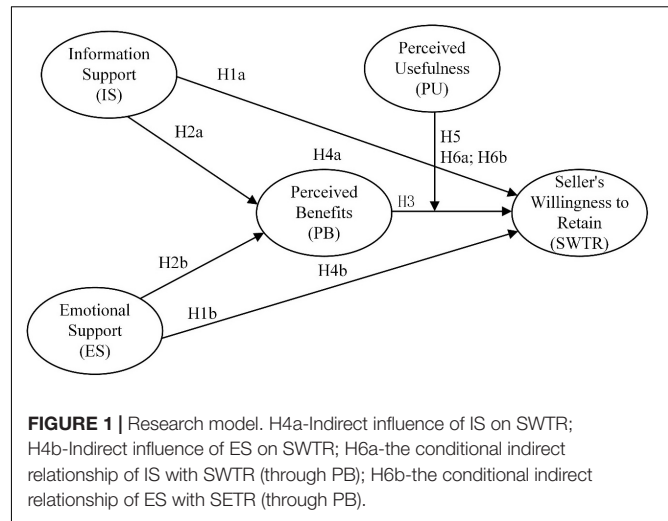 Information
Support
(IS)
Perceived
Usefulness
(PU)
H1a
H2a
H5
H6a; H6b
H4a
Perceived
Benefits
(PB)
H3
Seller's
Willingness to
Retain
(SWTR)
H2b
H4b
H1b
Emotional
Support
(ES)
FIGURE 1 | Research model. H4a-Indirect influence of IS on SWTR;
H4b-Indirect influence of ES on SWTR; H6a-the conditional indirect
relationship of IS with SWTR (through PB); H6b-the conditional indirect
relationship of ES with SETR (through PB).